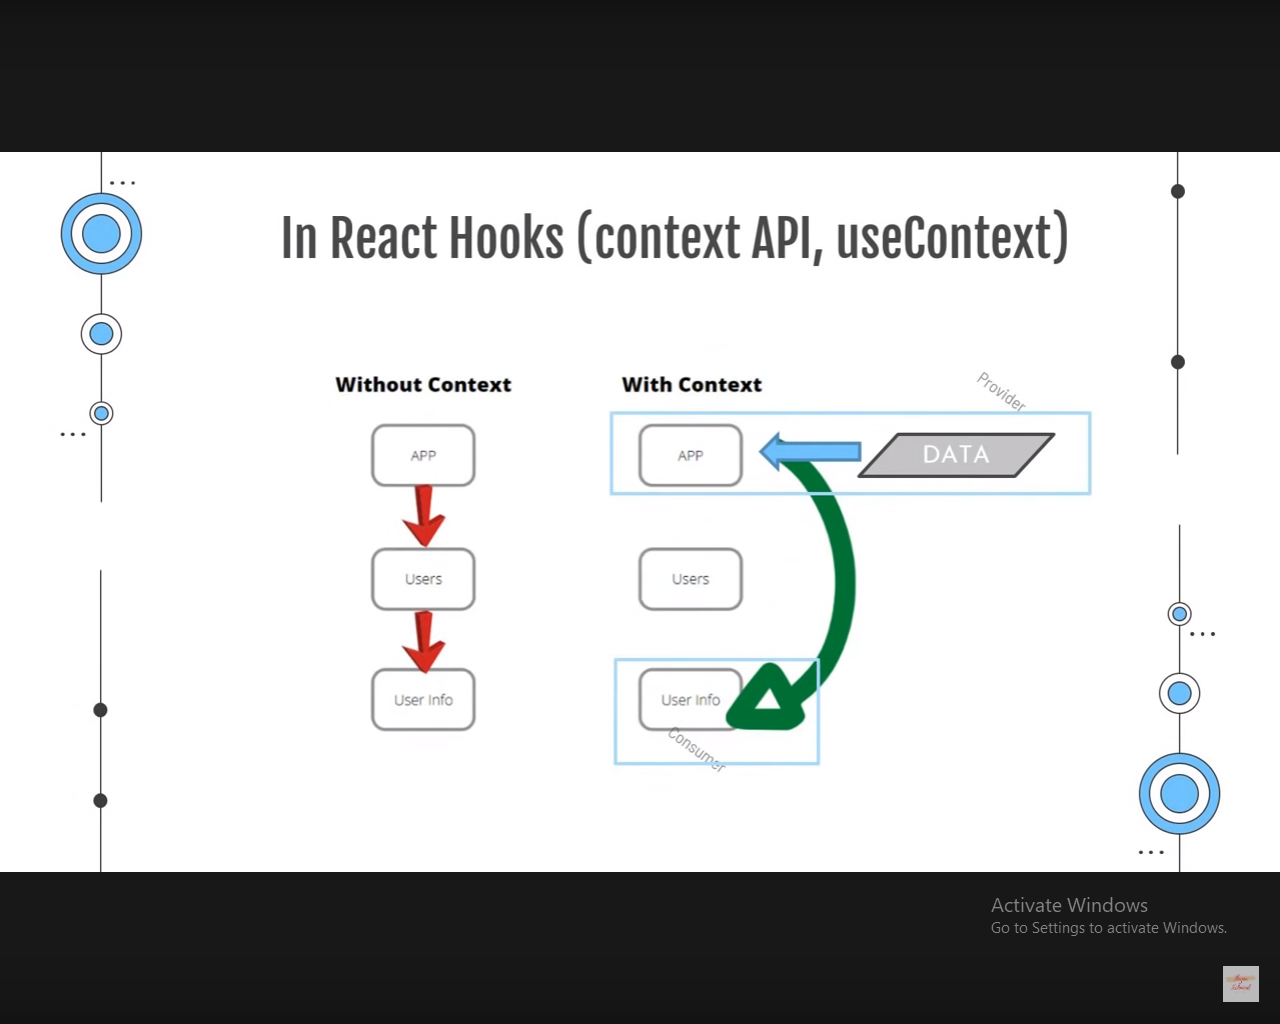 In React Hooks (context API, useContext)
Without Context
With Context
Provider
APP
APP
DATA
Users
Users
User Info
User Info
Consumer
Activate Windows
Go to Settings to activate Windows.